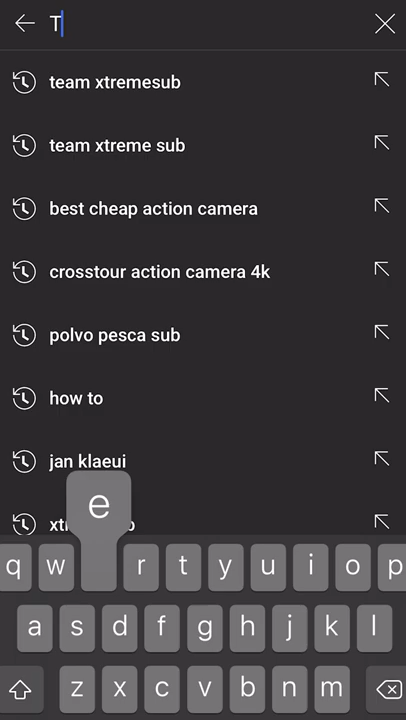 T
team xtremesub
team xtreme sub
best cheap action camera
crosstour action camera 4k
polvo pesca sub
how to
jan klaeui
e
q w r t y u i o p
a s d f g h j k l
z x c v b n m